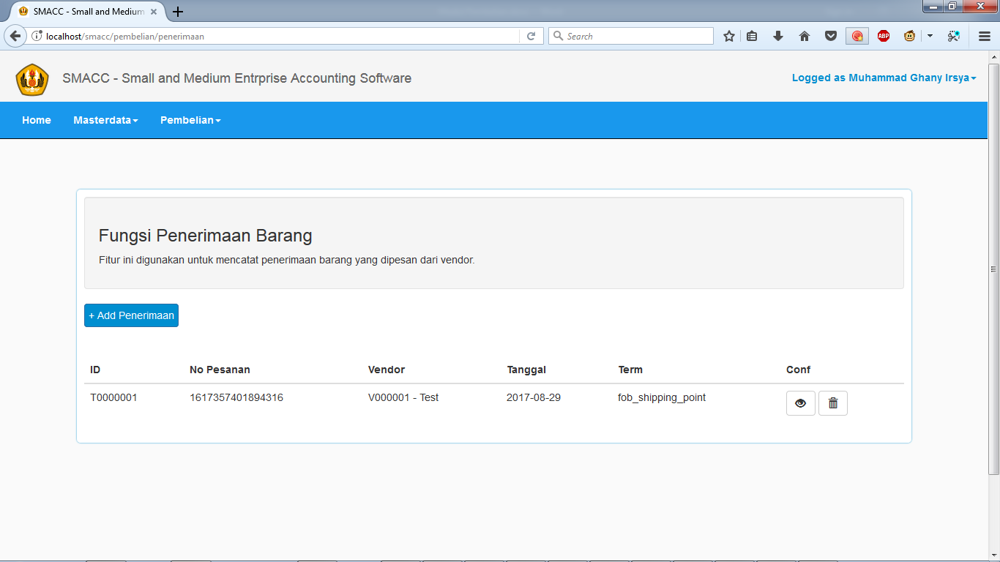 SMACC - Small and Medium
localhost/smacc/pembelian/penerimaan
Search
ABP
SMACC - Small and Medium Entrprise Accounting Software
Logged as Muhammad Ghany Irsya
Home Masterdata Pembelian
Fungsi Penerimaan Barang
Fitur ini digunakan untuk mencatat penerimaan barang yang dipesan dari vendor.
+ Add Penerimaan
ID No Pesanan Vendor Tanggal Term Conf
T0000001 1617357401894316 V000001 - Test 2017-08-29 fob_shipping_point